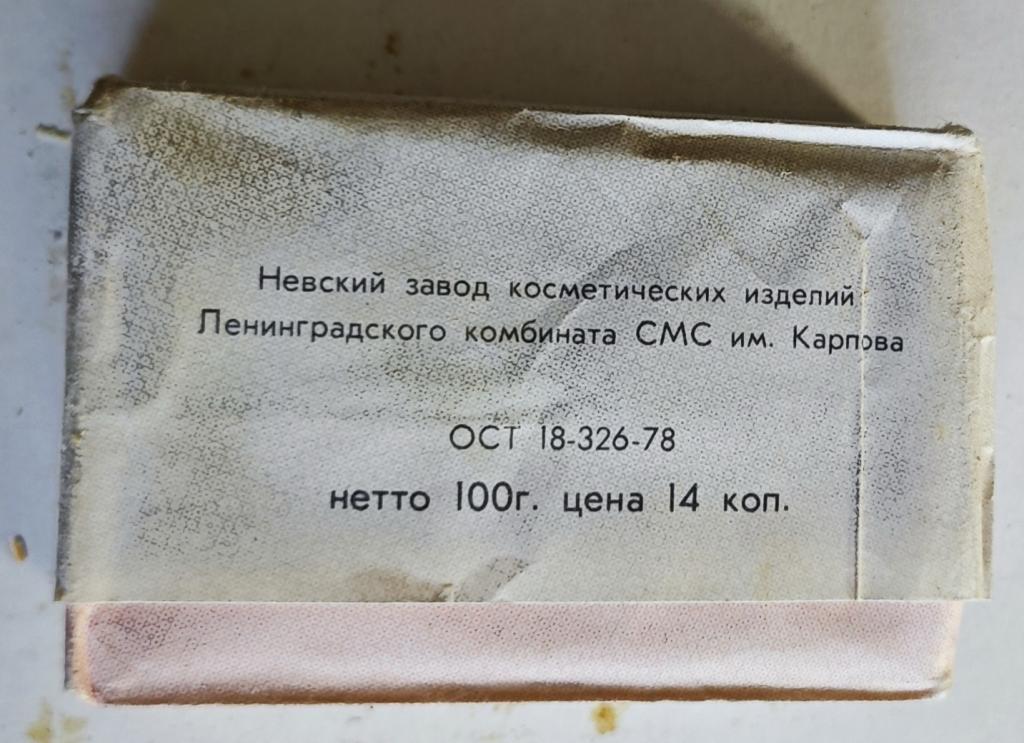 Невский завод косметических изделий
Ленинградского комбината СМС им. Карпова
ОСТ 18-326-78
нетто 100г. цена 14 коп.